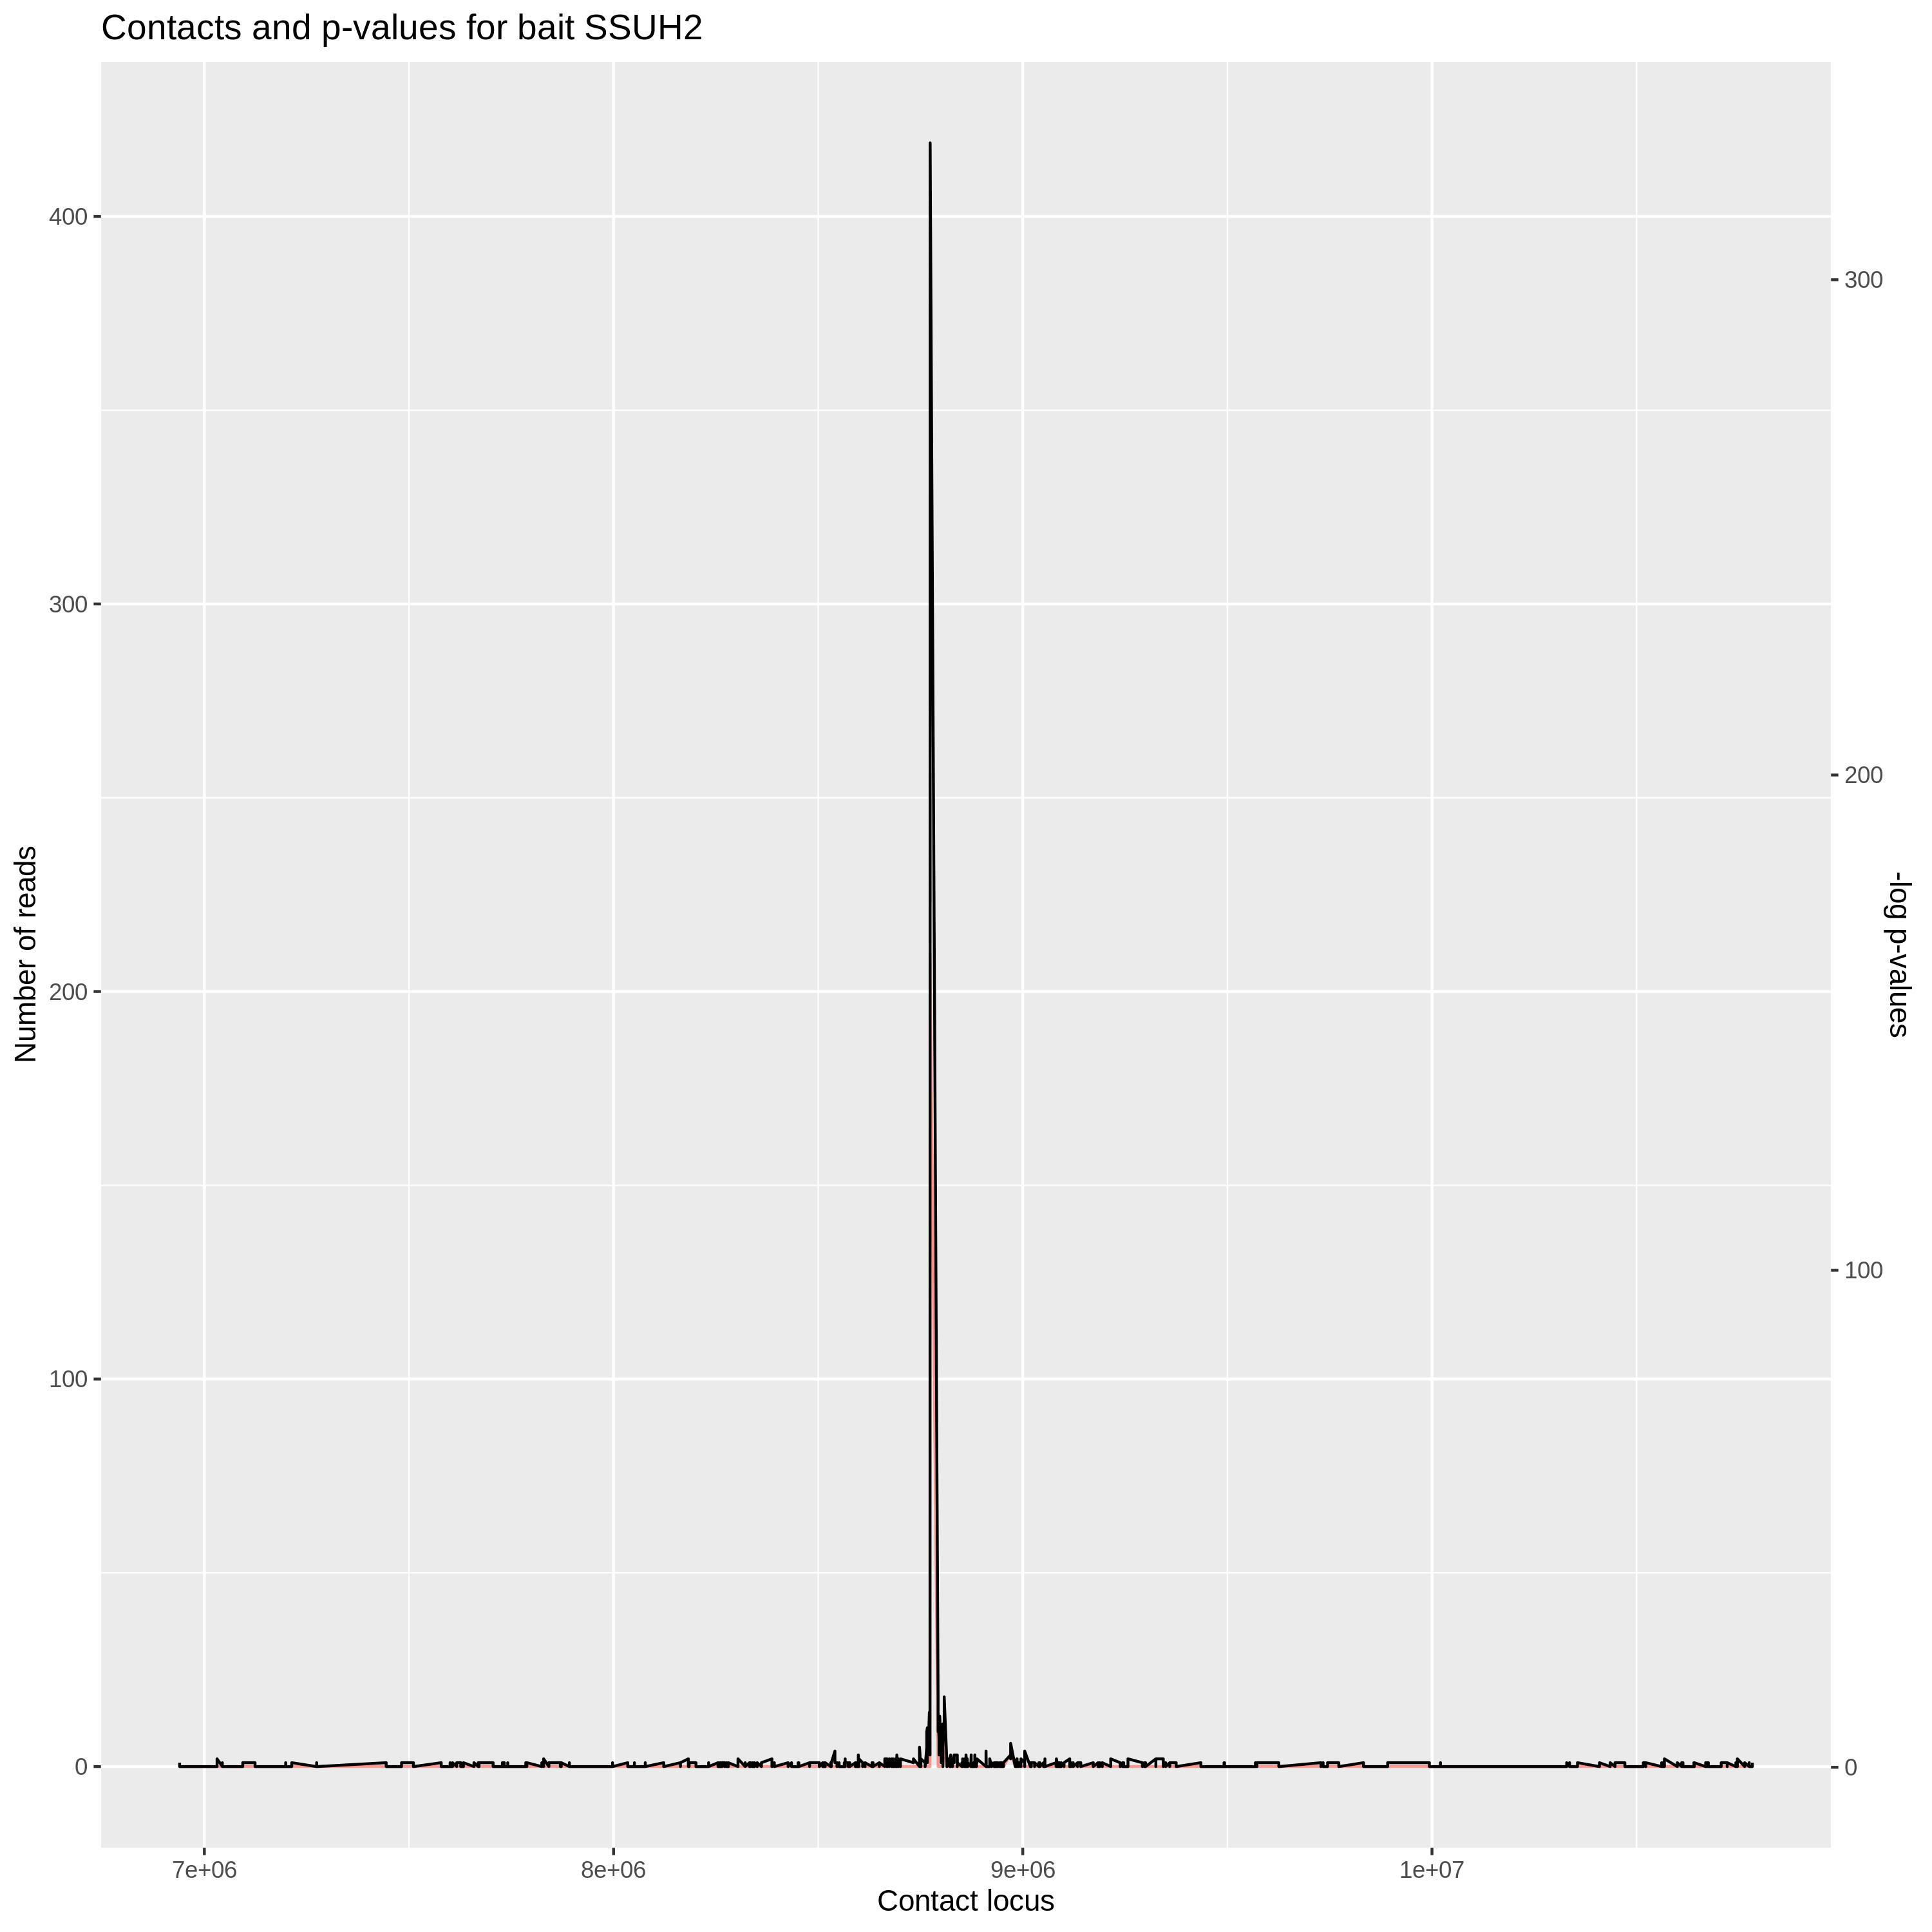 Contacts and p-values for bait SSUH2
400
300
200
100
0
Number of reads
300
200
100
0
-log p-values
7e+06
8e+06
9e+06
1e+07
Contact locus